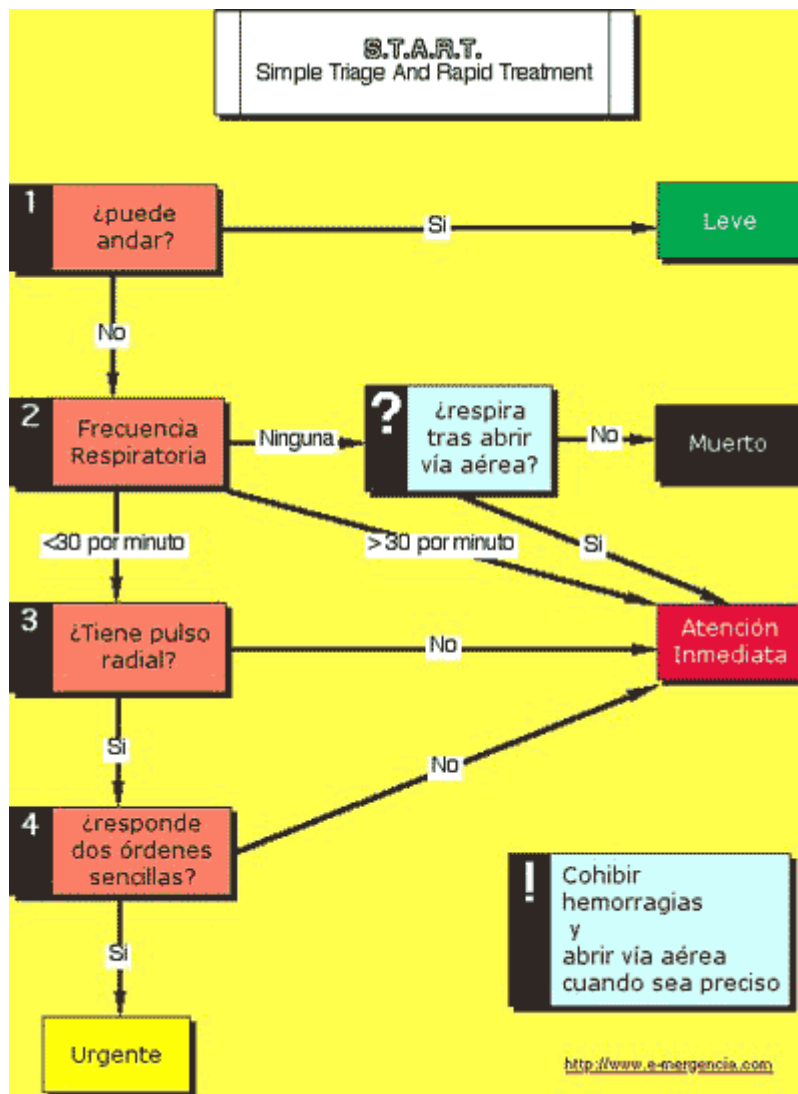 S.T.A.R.T.
Simple Triage And Rapid Treatment
1
¿puede
andar?
Si
Leve
No
2
Frecuencia
Respiratoria
Ninguna
?
¿respira
tras abrir
vía aérea?
No
Muerto
<30 por minuto
>30 por minuto
Si
3
¿Tiene pulso
radial?
No
Atención
Inmediata
Si
No
4
¿responde
dos órdenes
sencillas?
!
Cohibir
hemorragias
y
abrir vía aérea
cuando sea preciso
Si
Urgente
http://www.e-mergencia.com